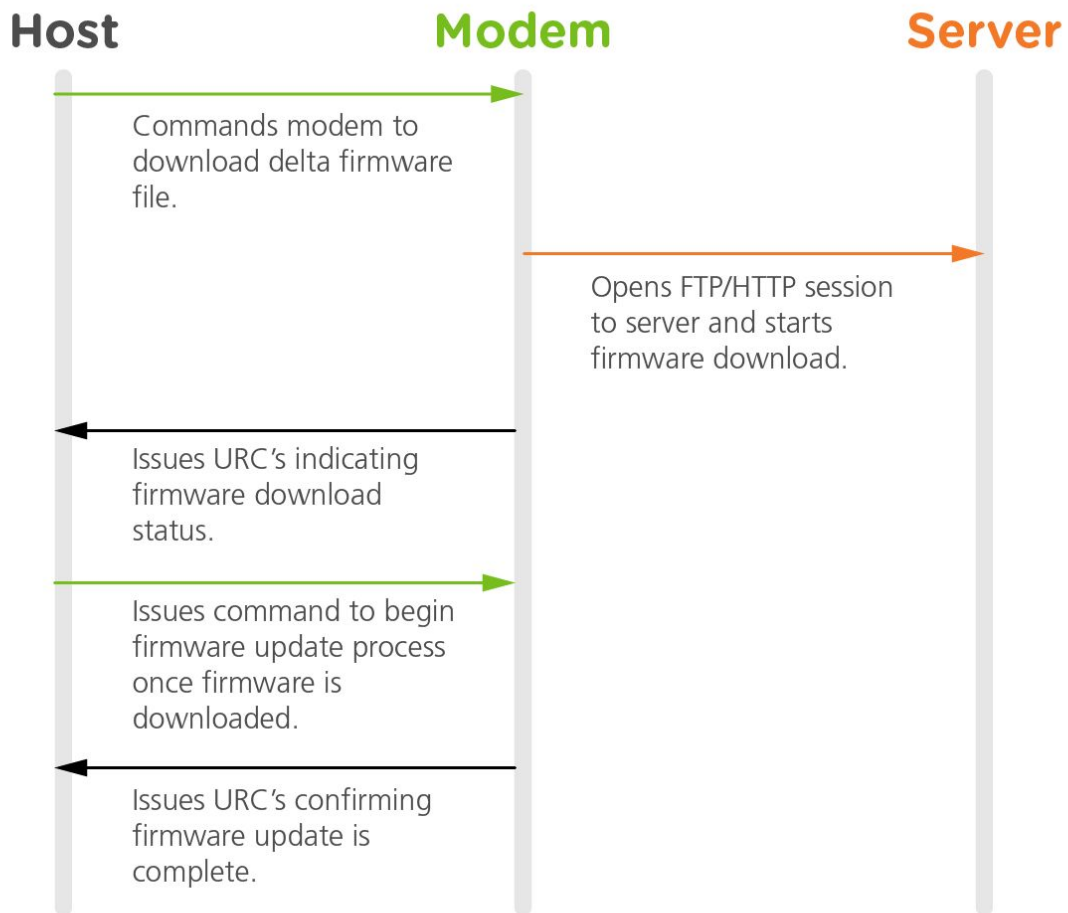 Host
Modem
Server
Commands modem to
download delta firmware
file.
Opens FTP/HTTP session
to server and starts
firmware download.
Issues URC’s indicating
firmware download
status.
Issues command to begin
firmware update process
once firmware is
downloaded.
Issues URC’s confirming
firmware update is
complete.